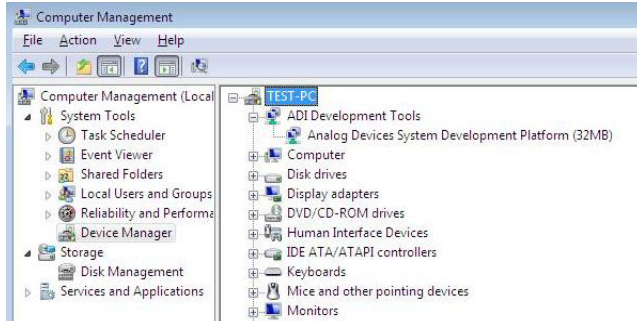 Computer Management
File Action View Help
Computer Management (Local
System Tools
Task Scheduler
Event Viewer
Shared Folders
Local Users and Groups
Reliability and Performa
Device Manager
Storage
Disk Management
Services and Applications
TEST-PC
ADI Development Tools
Analog Devices System Development Platform (32MB)
Computer
Disk drives
Display adapters
DVD/CD-ROM drives
Human Interface Devices
IDE ATA/ATAPI controllers
Keyboards
Mice and other pointing devices
Monitors